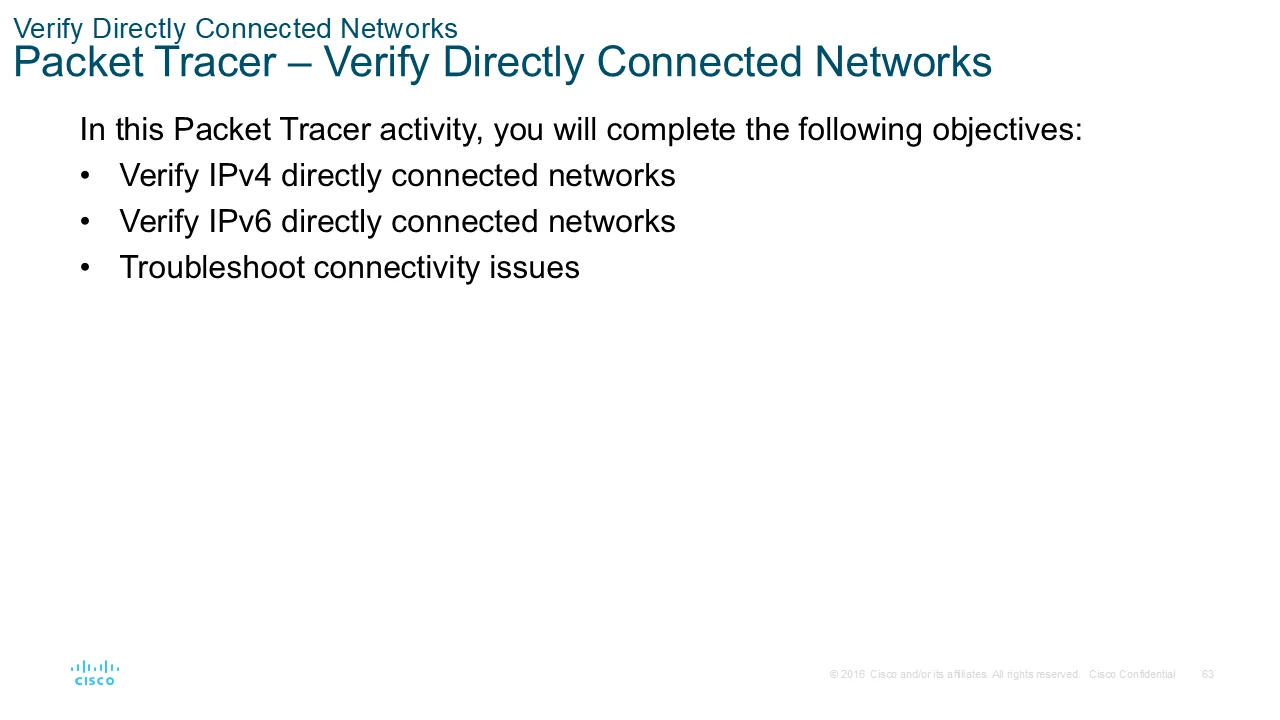 Verify Directly Connected Networks
Packet Tracer – Verify Directly Connected Networks
In this Packet Tracer activity, you will complete the following objectives:
• Verify IPv4 directly connected networks
• Verify IPv6 directly connected networks
• Troubleshoot connectivity issues
CISCO
© 2016 Cisco and/or its affiliates. All rights reserved. Cisco Confidential 63